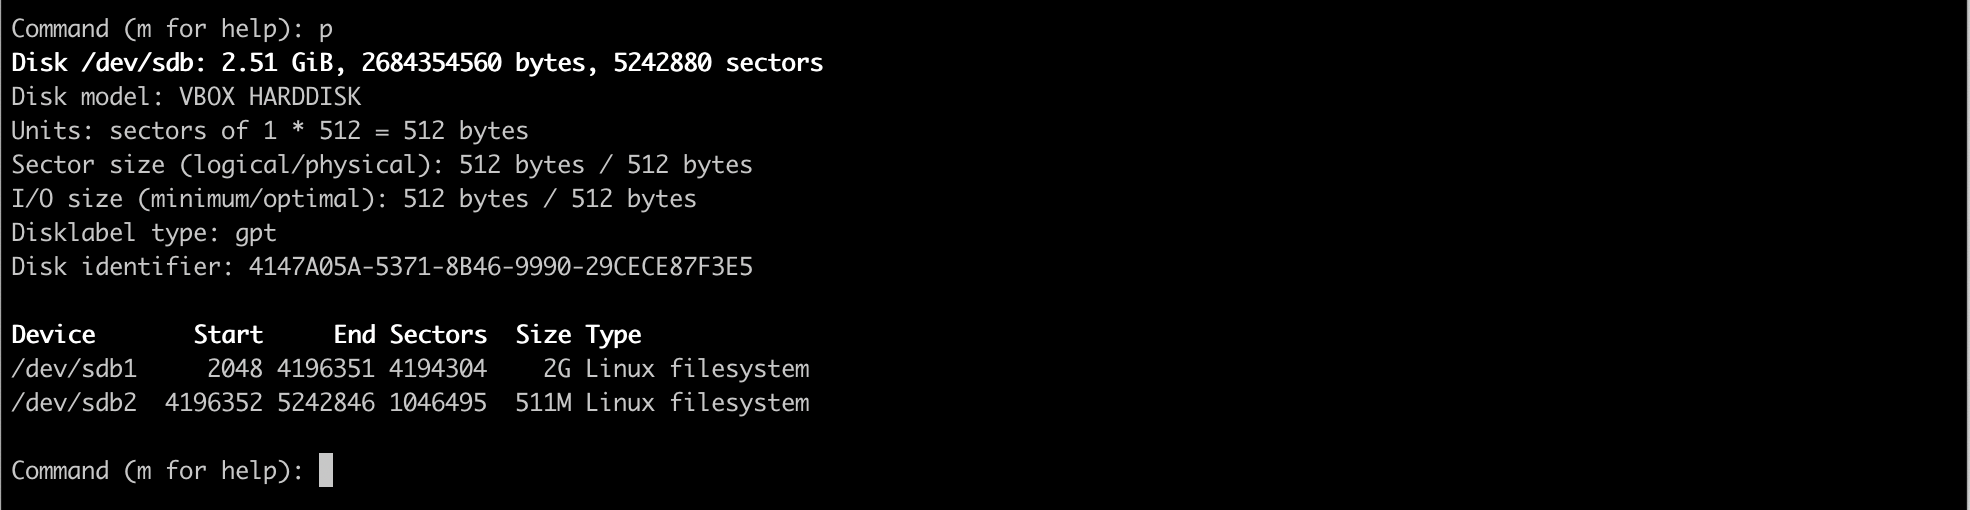 Command (m for help): p
Disk /dev/sdb: 2.51 GiB, 2684354560 bytes, 5242880 sectors
Disk model: VBOX HARDDISK
Units: sectors of 1 * 512 = 512 bytes
Sector size (logical/physical): 512 bytes / 512 bytes
I/O size (minimum/optimal): 512 bytes / 512 bytes
Disklabel type: gpt
Disk identifier: 4147A05A-5371-8B46-9990-29CECE87F3E5

Device       Start     End Sectors  Size Type
/dev/sdb1     2048 4196351 4194304    2G Linux filesystem
/dev/sdb2  4196352 5242846 1046495  511M Linux filesystem

Command (m for help):